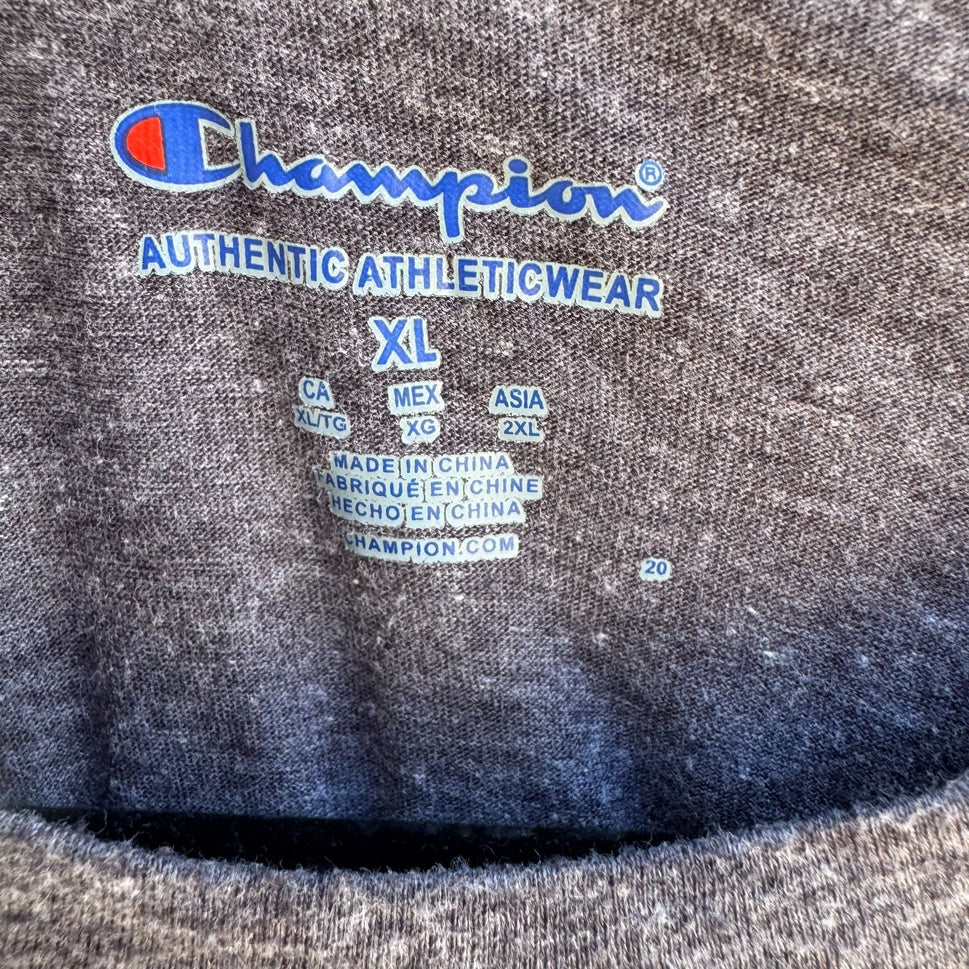 Champion®
AUTHENTIC ATHLETICWEAR
XL
CA MEX ASIA
XL/TG XG 2XL
MADE IN CHINA
FABRIQUÉ EN CHINE
HECHO EN CHINA
CHAMPION.COM
20